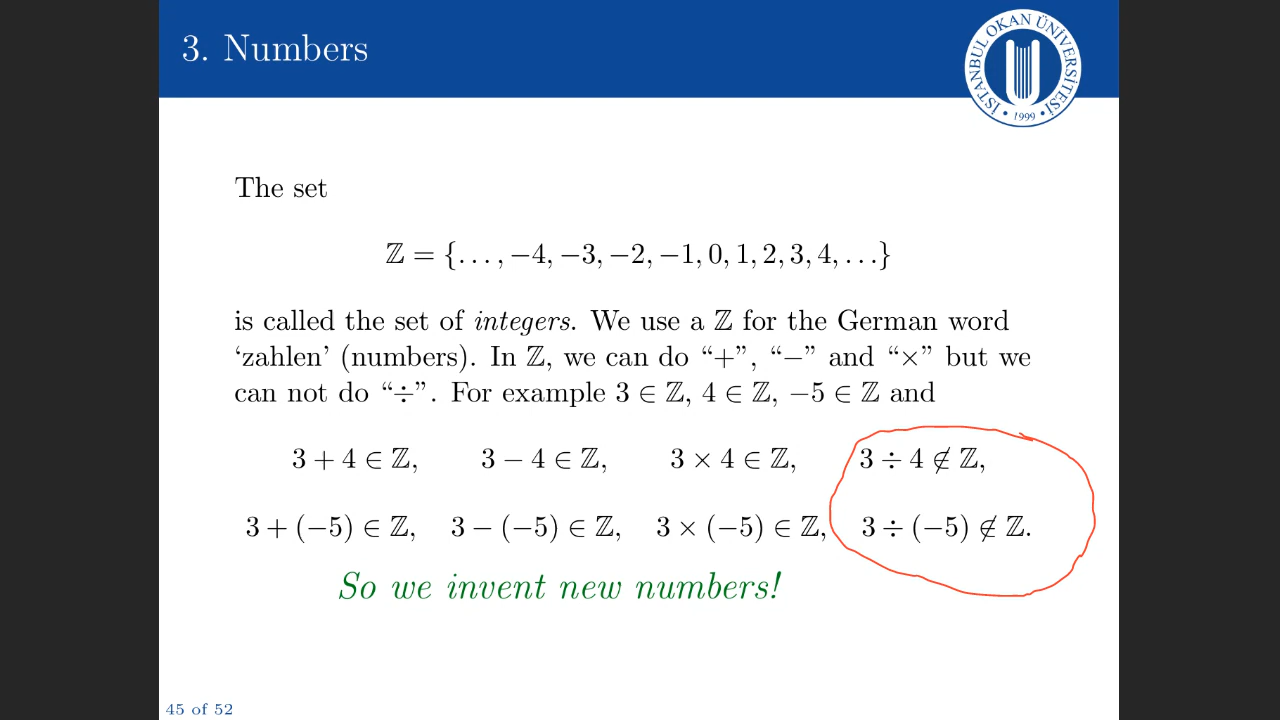 3. Numbers
İSTANBUL OKAN ÜNİVERSİTESİ
• 1999 •
The set
ℤ = {. . . , −4, −3, −2, −1, 0, 1, 2, 3, 4, . . .}
is called the set of integers. We use a ℤ for the German word
‘zahlen’ (numbers). In ℤ, we can do “+”, “−” and “×” but we
can not do “÷”. For example 3 ∈ ℤ, 4 ∈ ℤ, −5 ∈ ℤ and
3 + 4 ∈ ℤ, 3 − 4 ∈ ℤ, 3 × 4 ∈ ℤ, 3 ÷ 4 ∉ ℤ,
3 + (−5) ∈ ℤ, 3 − (−5) ∈ ℤ, 3 × (−5) ∈ ℤ, 3 ÷ (−5) ∉ ℤ.
So we invent new numbers!
45 of 52